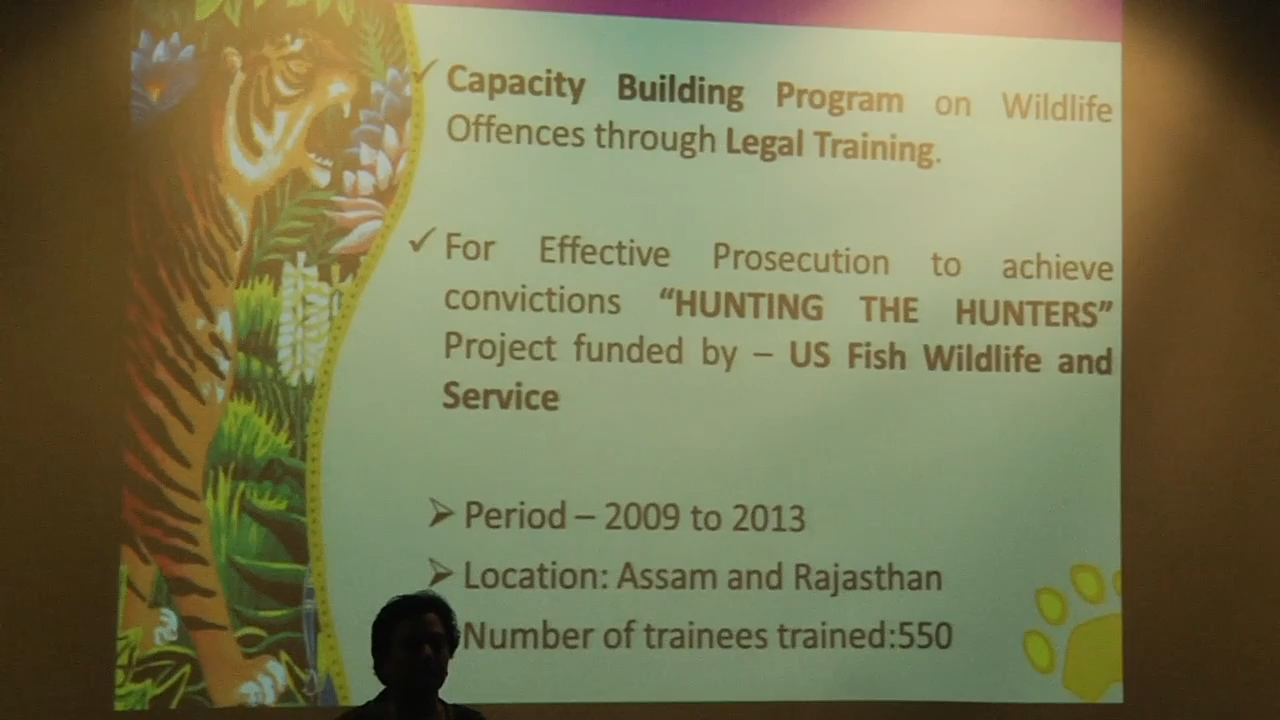 ✓ Capacity Building Program on Wildlife
Offences through Legal Training.
✓ For Effective Prosecution to achieve
convictions “HUNTING THE HUNTERS”
Project funded by – US Fish Wildlife and
Service
➢ Period – 2009 to 2013
➢ Location: Assam and Rajasthan
Number of trainees trained:550